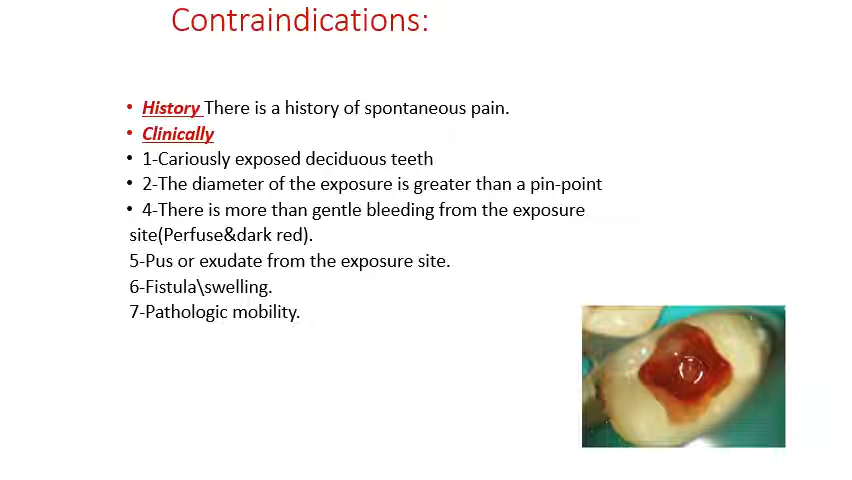 Contraindications:
• History There is a history of spontaneous pain.
• Clinically
• 1-Cariously exposed deciduous teeth
• 2-The diameter of the exposure is greater than a pin-point
• 4-There is more than gentle bleeding from the exposure
site(Perfuse&dark red).
5-Pus or exudate from the exposure site.
6-Fistula\swelling.
7-Pathologic mobility.